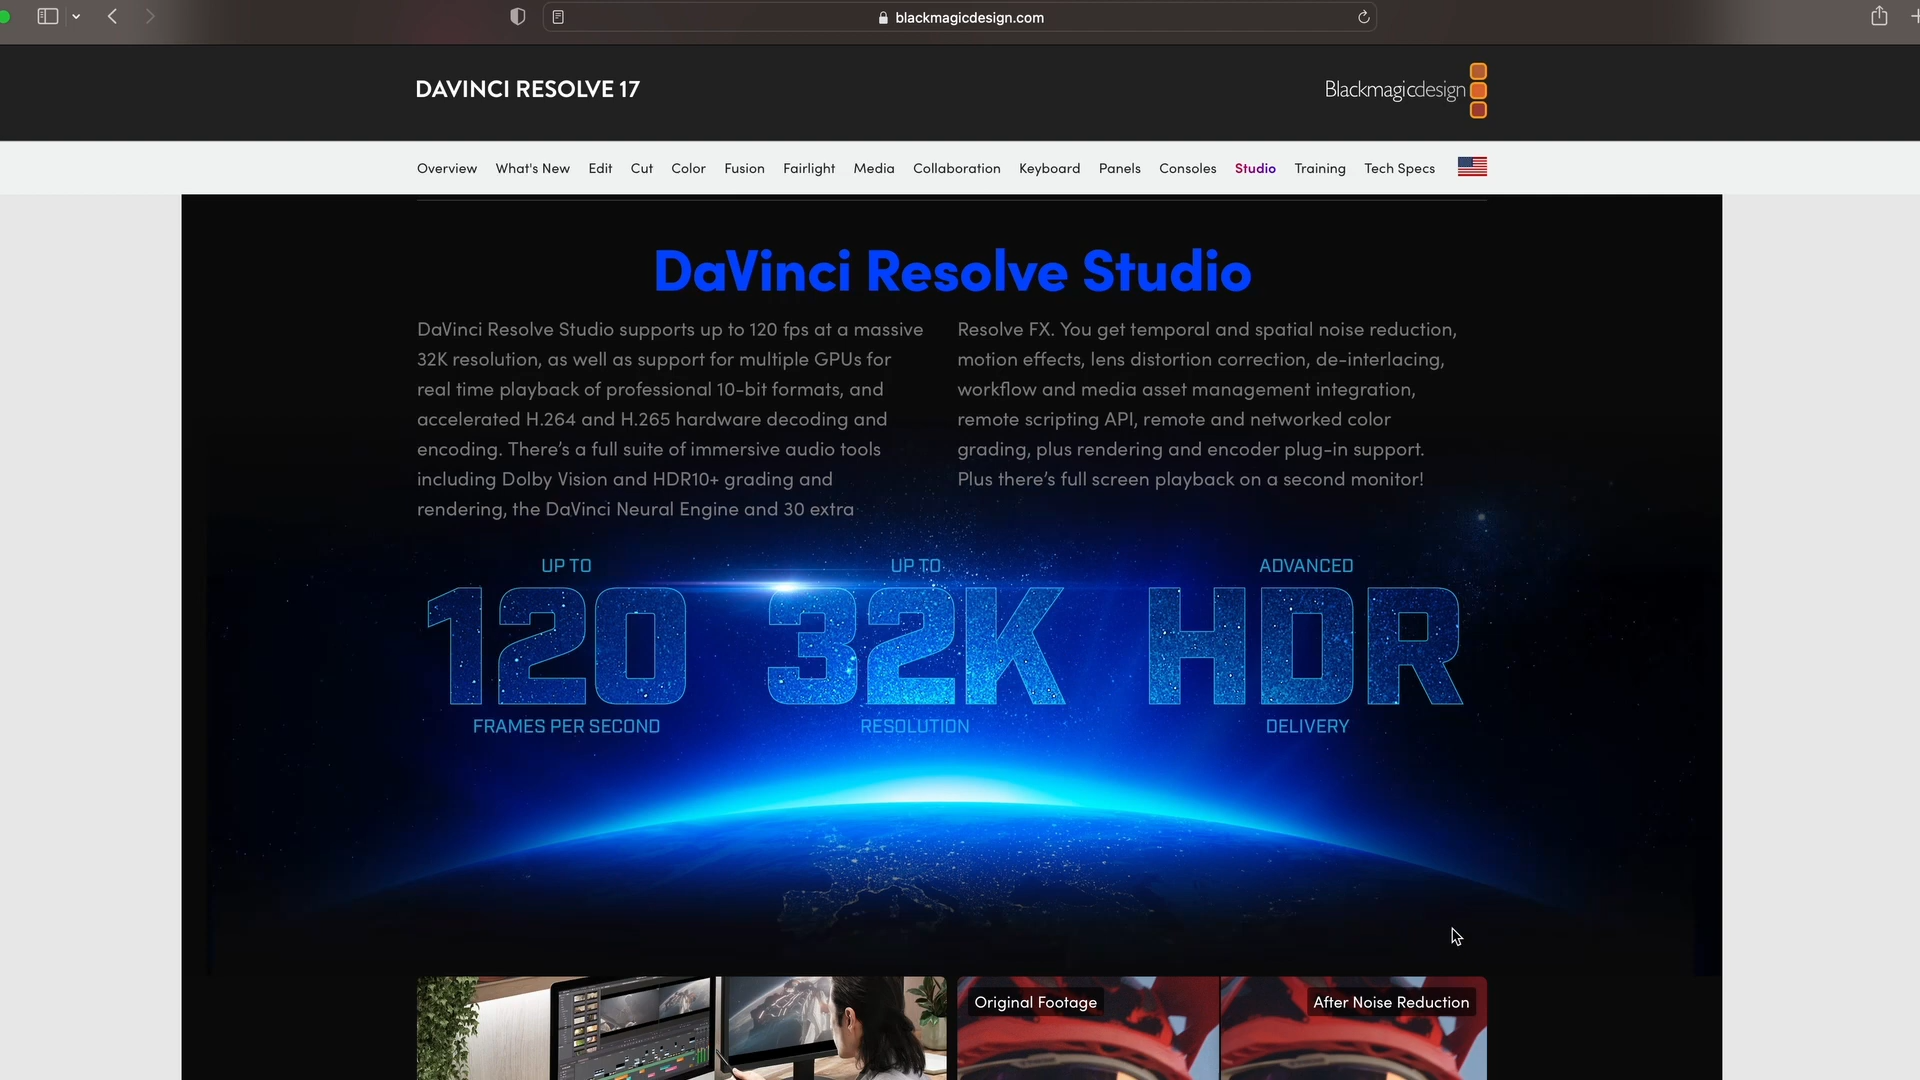 blackmagicdesign.com
DAVINCI RESOLVE 17
Blackmagicdesign
Overview What's New Edit Cut Color Fusion Fairlight Media Collaboration Keyboard Panels Consoles Studio Training Tech Specs
DaVinci Resolve Studio
DaVinci Resolve Studio supports up to 120 fps at a massive
32K resolution, as well as support for multiple GPUs for
real time playback of professional 10-bit formats, and
accelerated H.264 and H.265 hardware decoding and
encoding. There's a full suite of immersive audio tools
including Dolby Vision and HDR10+ grading and
rendering, the DaVinci Neural Engine and 30 extra
Resolve FX. You get temporal and spatial noise reduction,
motion effects, lens distortion correction, de-interlacing,
workflow and media asset management integration,
remote scripting API, remote and networked color
grading, plus rendering and encoder plug-in support.
Plus there's full screen playback on a second monitor!
UP TO
120
FRAMES PER SECOND
UP TO
32K
RESOLUTION
ADVANCED
HDR
DELIVERY
Original Footage
After Noise Reduction